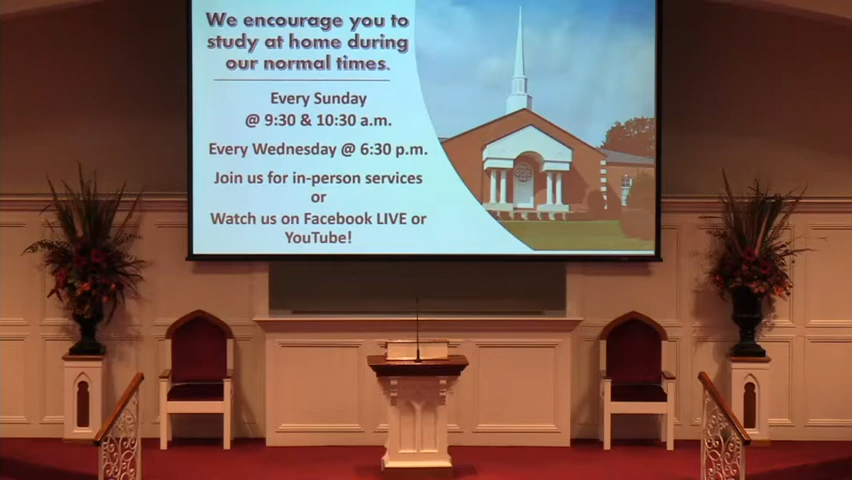 We encourage you to
study at home during
our normal times.
Every Sunday
@ 9:30 & 10:30 a.m.
Every Wednesday @ 6:30 p.m.
Join us for in-person services
or
Watch us on Facebook LIVE or
YouTube!